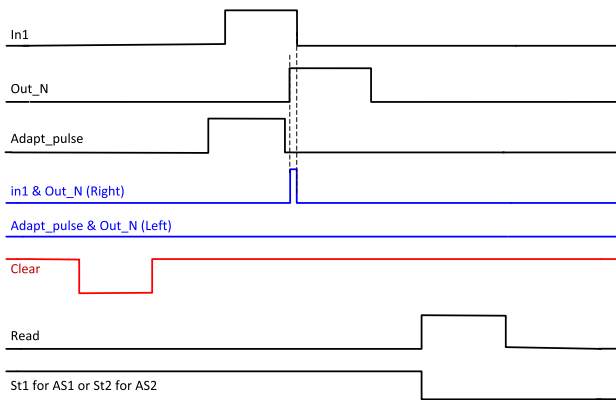 In1
Out_N
Adapt_pulse
in1 & Out_N (Right)
Adapt_pulse & Out_N (Left)
Clear
Read
St1 for AS1 or St2 for AS2